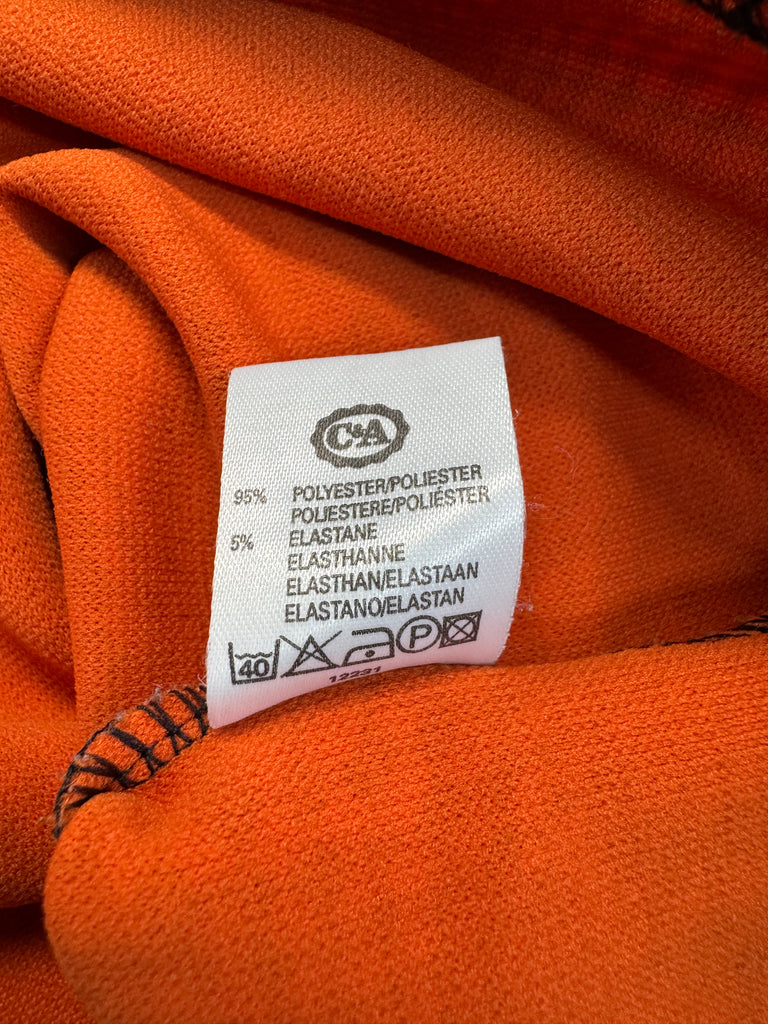 C&A
95% POLYESTER/POLIESTER
POLIESTERE/POLIÉSTER
5% ELASTANE
ELASTHANNE
ELASTHAN/ELASTAAN
ELASTANO/ELASTAN
40 P
12231